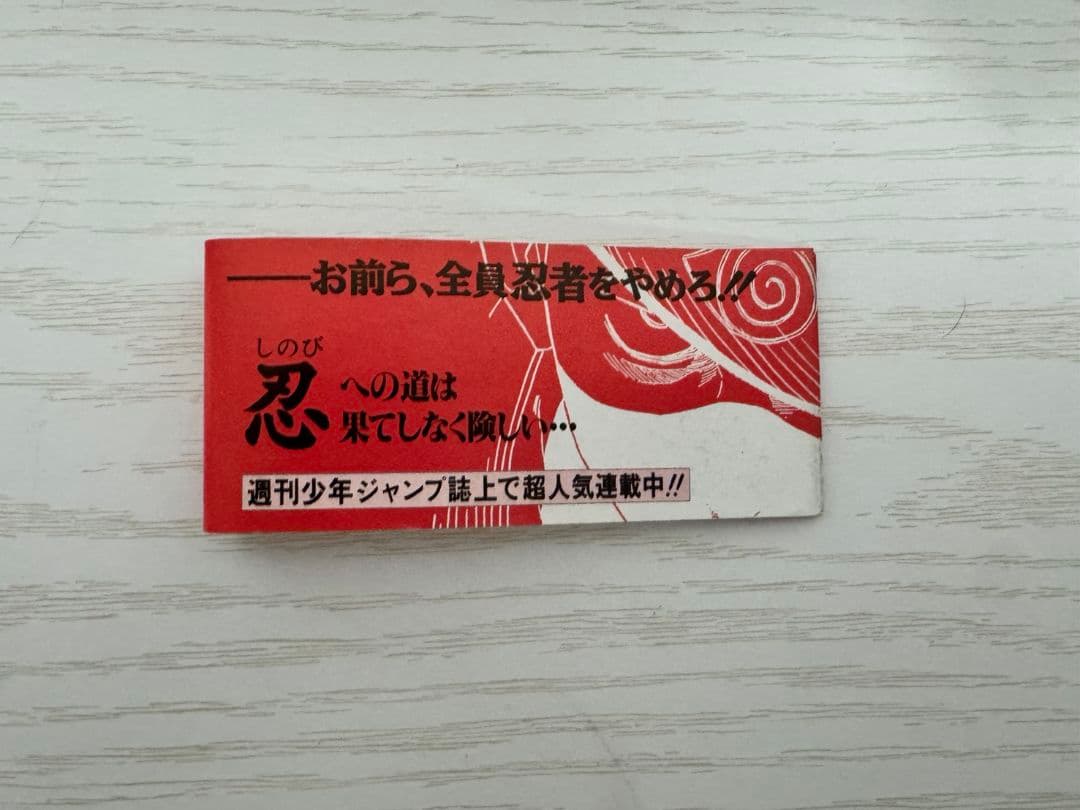 ──お前ら、全員忍者をやめろ!!
しのび
忍への道は
果てしなく険しい…
週刊少年ジャンプ誌上で超人気連載中!!